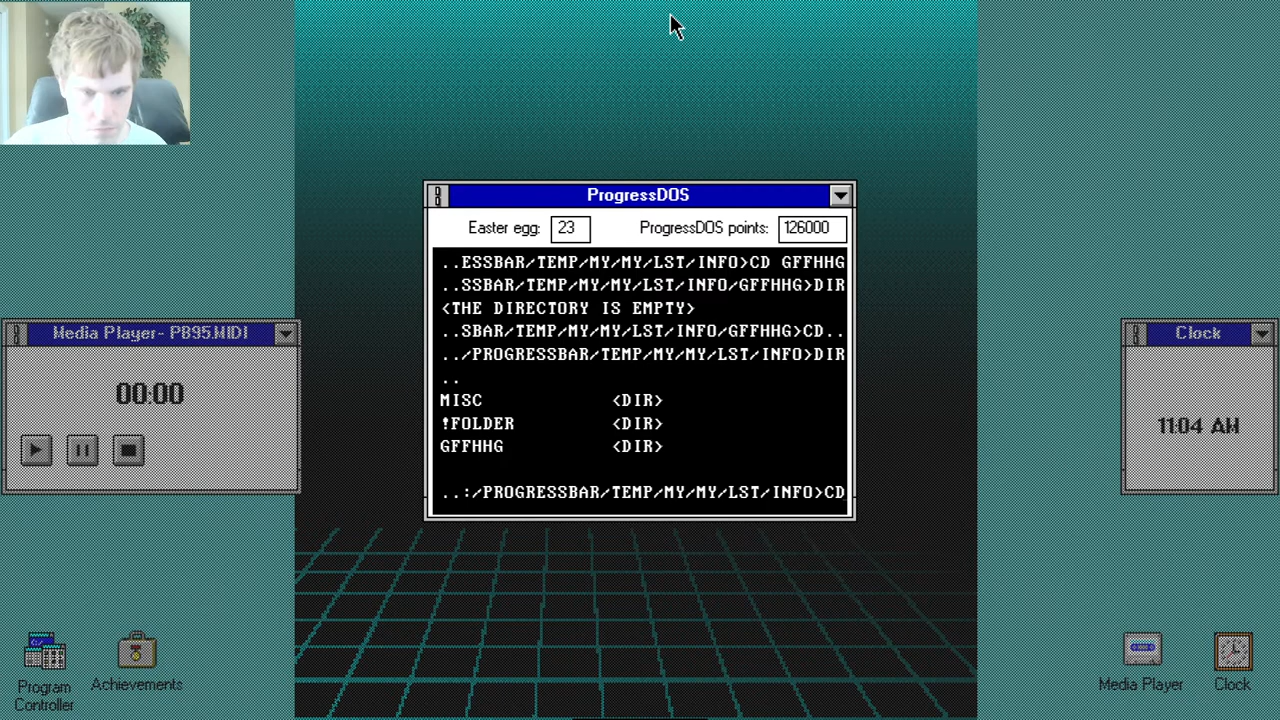 ProgressDOS
Easter egg: 23 ProgressDOS points: 126000
..ESSBAR/TEMP/MY/MY/LST/INFO>CD GFFHHG
..SSBAR/TEMP/MY/MY/LST/INFO/GFFHHG>DIR
<THE DIRECTORY IS EMPTY>
..SBAR/TEMP/MY/MY/LST/INFO/GFFHHG>CD..
../PROGRESSBAR/TEMP/MY/MY/LST/INFO>DIR
..
MISC <DIR>
!FOLDER <DIR>
GFFHHG <DIR>
..:/PROGRESSBAR/TEMP/MY/MY/LST/INFO>CD
Media Player- PB95.MIDI
00:00
Clock
11:04 AM
Program
Controller
Achievements
Media Player
Clock